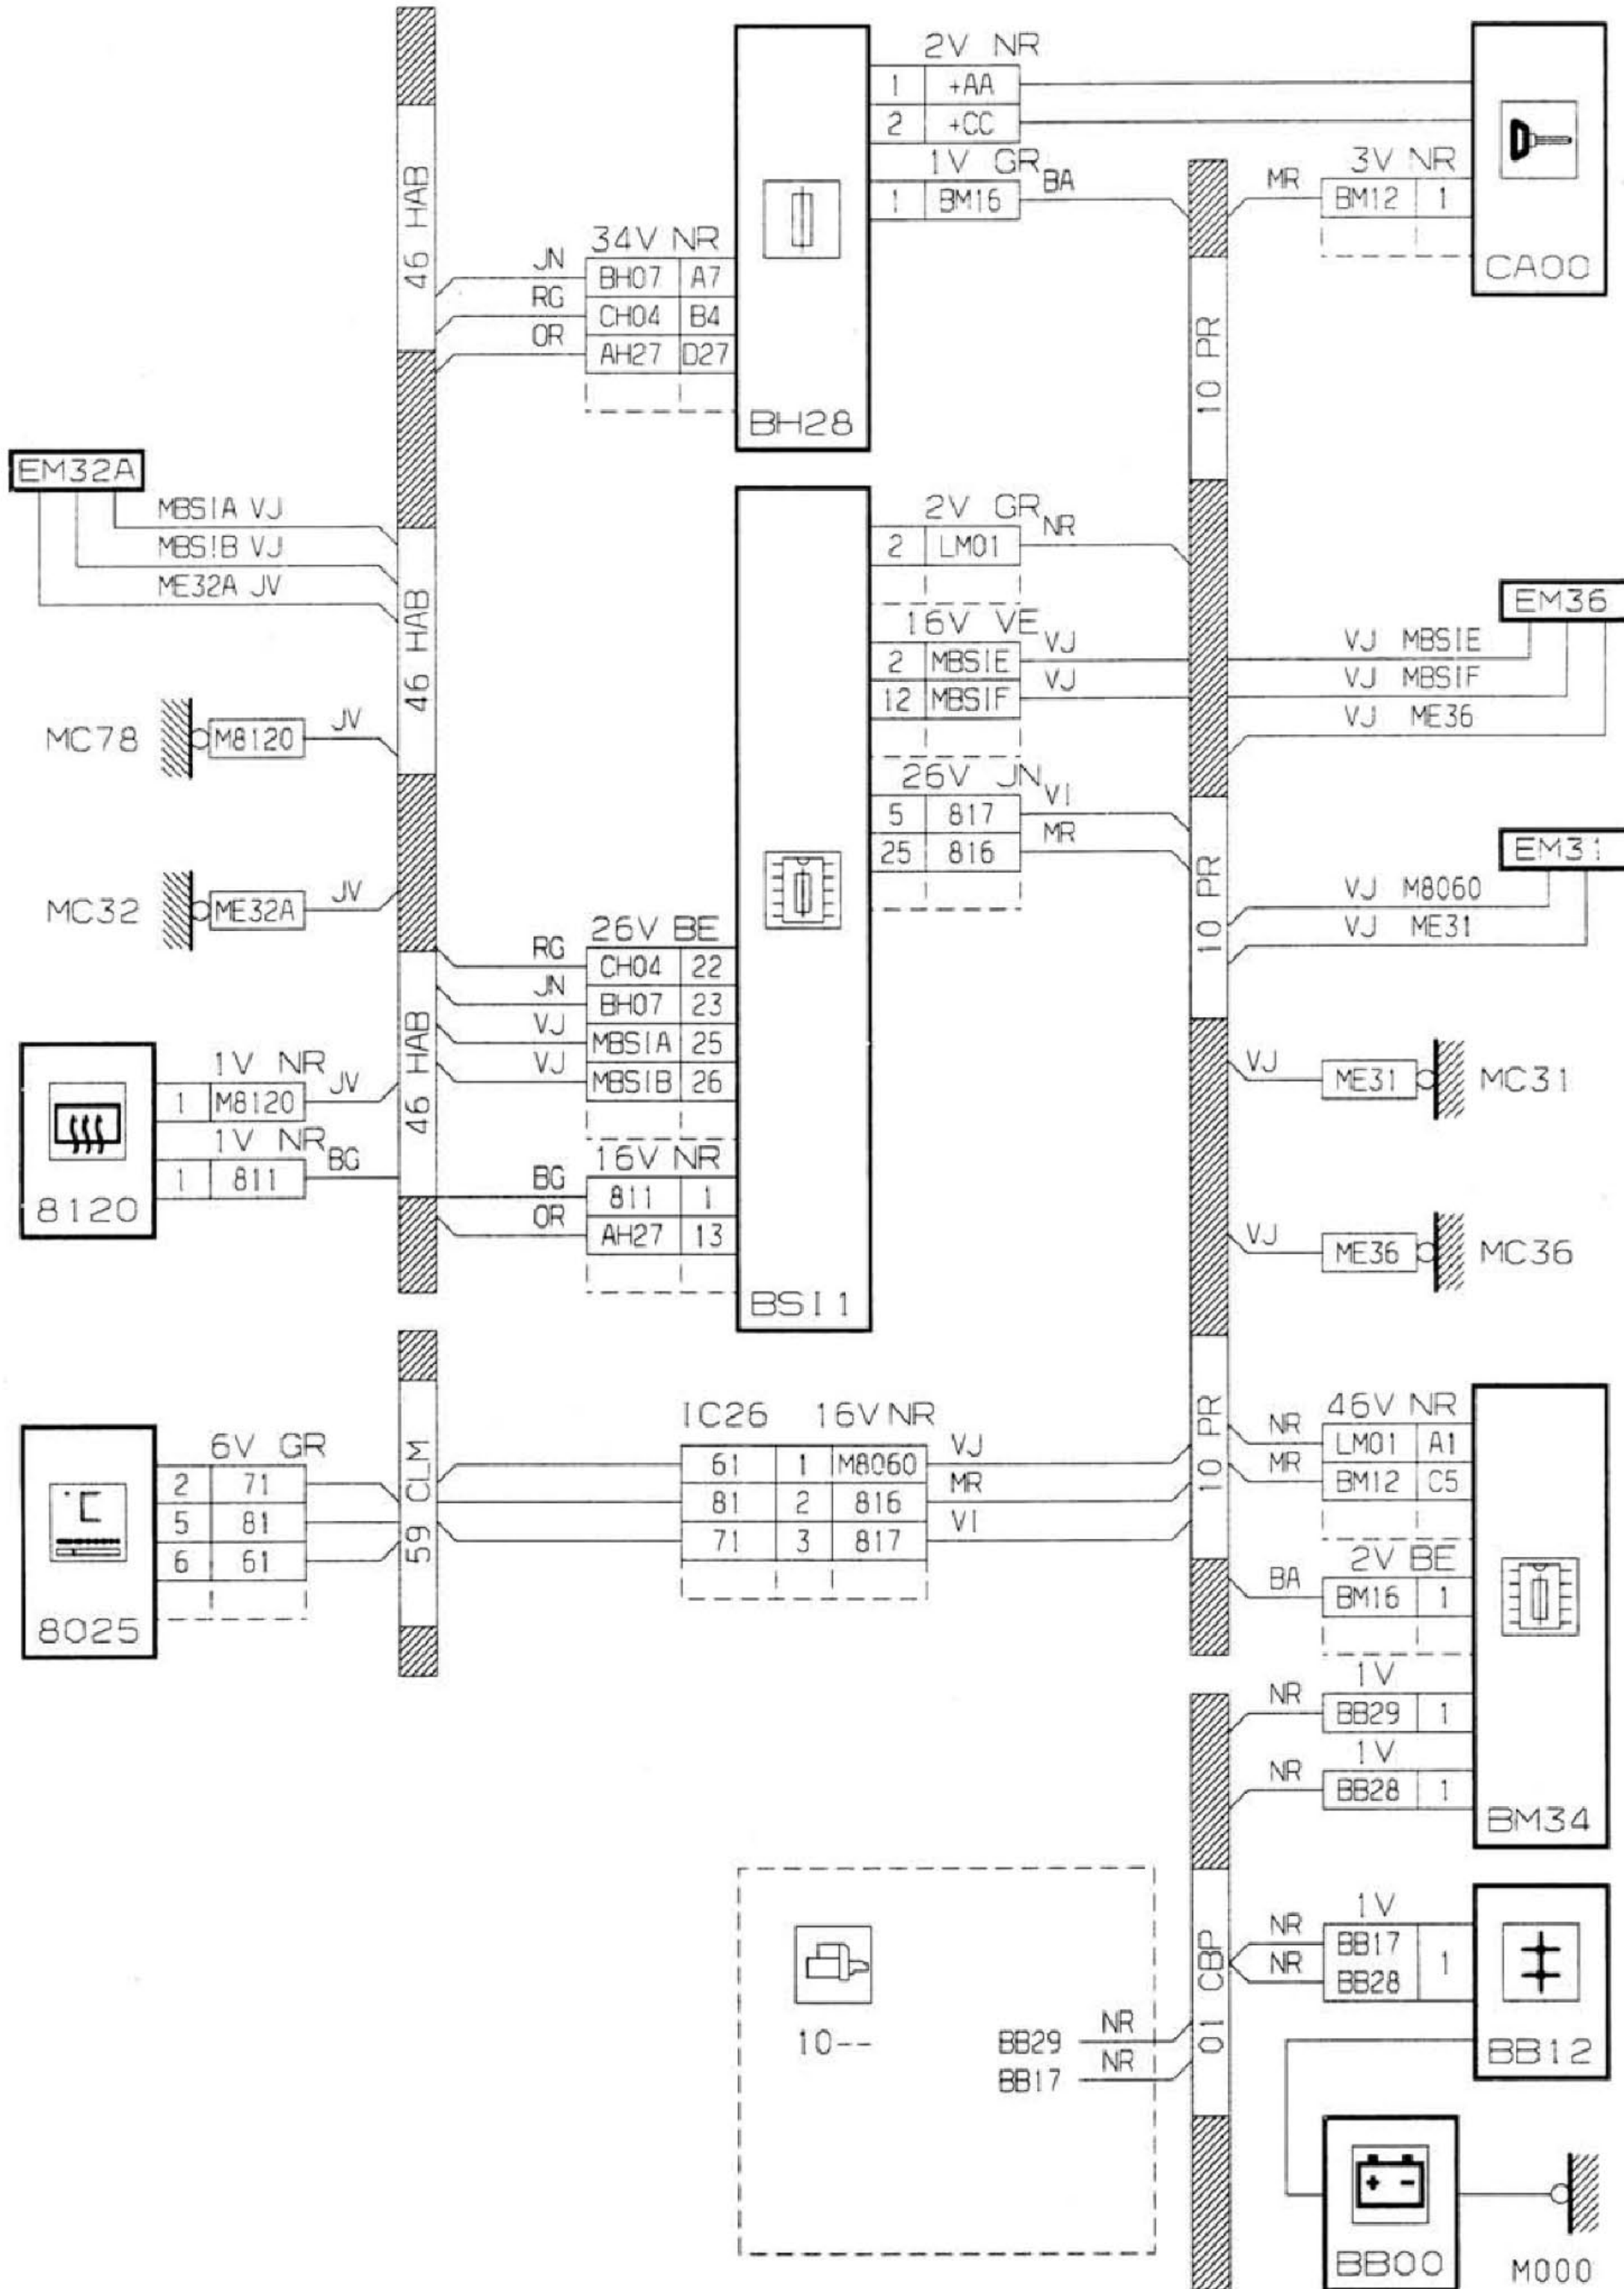 2V NR
1 +AA
2 +CC
1V GR BA
1 BM16
MR 3V NR
BM12 1
CA00
46 HAB
34V NR
JN BH07 A7
RG CH04 B4
OR AH27 D27
BH28
10 PR
EM32A
MBSIA VJ
MBSIB VJ
ME32A JV
46 HAB
2V GR NR
2 LM01
16V VE VJ
2 MBSIE
VJ
12 MBSIF
EM36
VJ MBSIE
VJ MBSIF
VJ ME36
MC78 M8120 JV
26V JN VI
5 817
MR
25 816
10 PR
EM31
VJ M8060
VJ ME31
MC32 ME32A JV
26V BE
RG CH04 22
JN BH07 23
VJ MBSIA 25
VJ MBSIB 26
46 HAB
1V NR JV
1 M8120
1V NR BG
1 811
8120
16V NR
BG 811 1
OR AH27 13
BSI1
VJ ME31 MC31
VJ ME36 MC36
6V GR
2 71
5 81
6 61
8025
59 CLM
IC26 16V NR
61 1 M8060 VJ
81 2 816 MR
71 3 817 VI
10 PR
46V NR
NR LM01 A1
MR BM12 C5
2V BE
BA BM16 1
1V
NR BB29 1
1V
NR BB28 1
BM34
10--
BB29 NR
BB17 NR
01 CBP
1V
NR BB17
1
NR BB28
BB12
BB00
M000